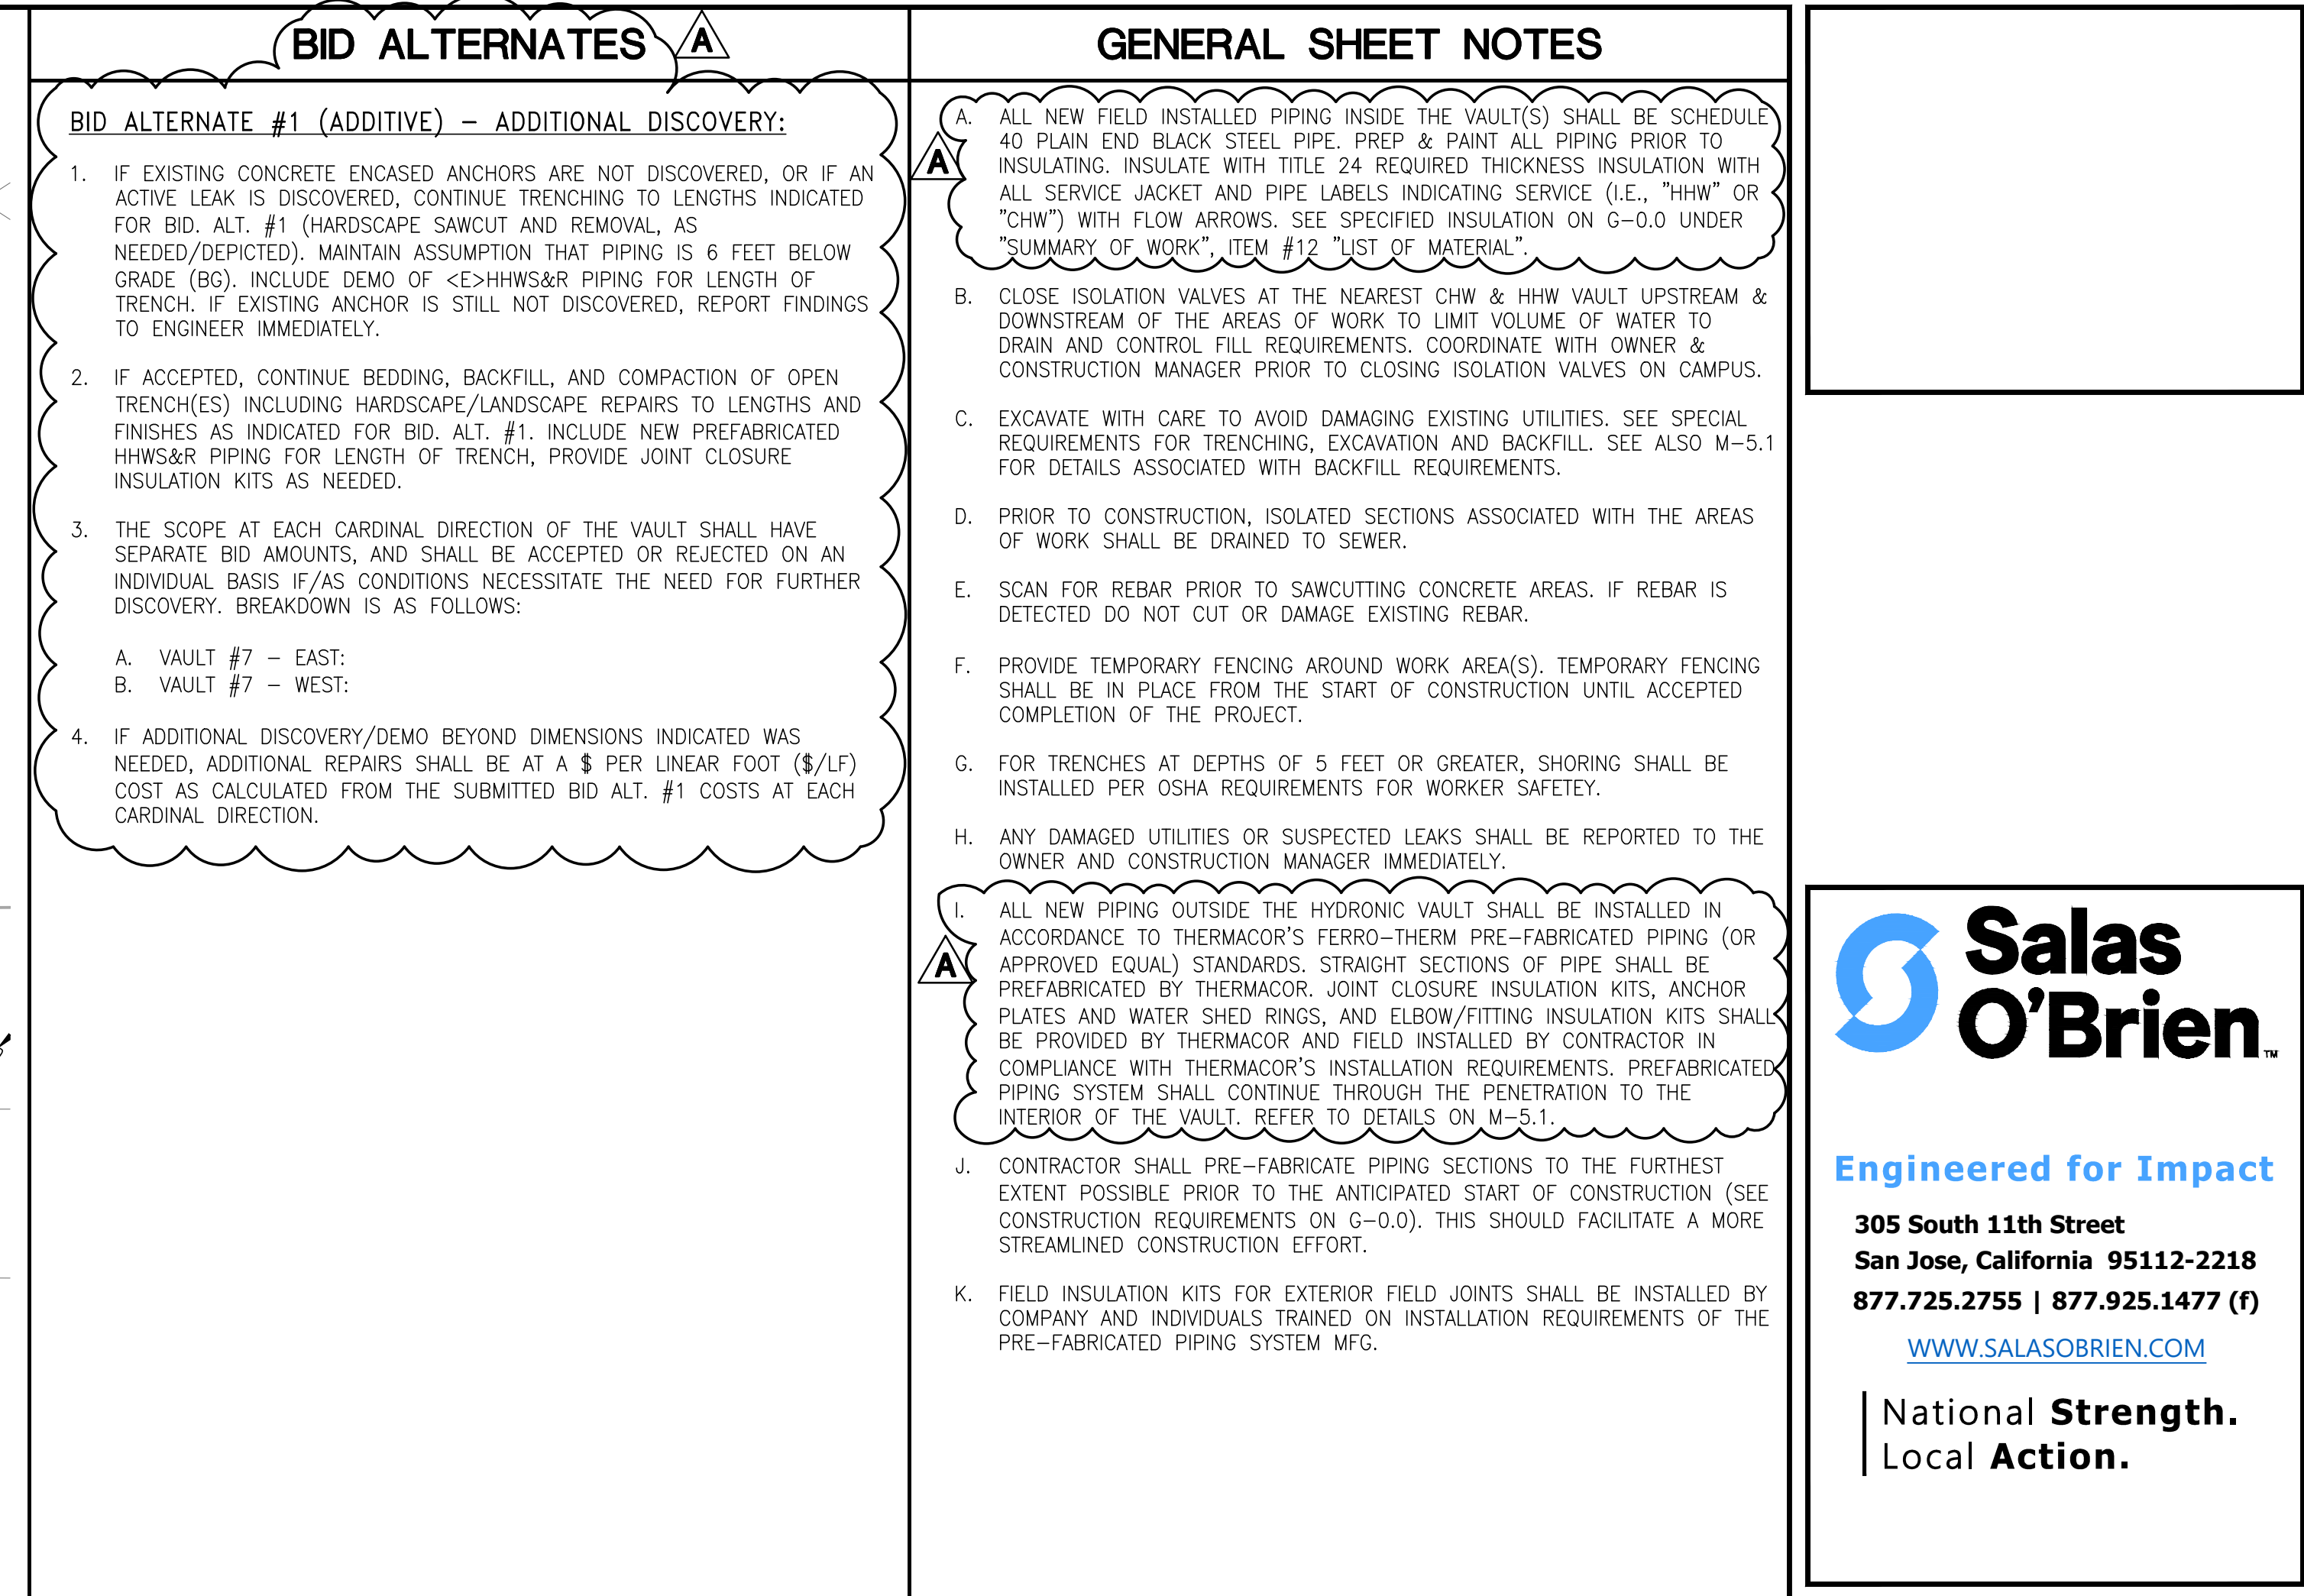 BID ALTERNATES
A
BID ALTERNATE #1 (ADDITIVE) – ADDITIONAL DISCOVERY:
1. IF EXISTING CONCRETE ENCASED ANCHORS ARE NOT DISCOVERED, OR IF AN
ACTIVE LEAK IS DISCOVERED, CONTINUE TRENCHING TO LENGTHS INDICATED
FOR BID. ALT. #1 (HARDSCAPE SAWCUT AND REMOVAL, AS
NEEDED/DEPICTED). MAINTAIN ASSUMPTION THAT PIPING IS 6 FEET BELOW
GRADE (BG). INCLUDE DEMO OF <E>HHWS&R PIPING FOR LENGTH OF
TRENCH. IF EXISTING ANCHOR IS STILL NOT DISCOVERED, REPORT FINDINGS
TO ENGINEER IMMEDIATELY.
2. IF ACCEPTED, CONTINUE BEDDING, BACKFILL, AND COMPACTION OF OPEN
TRENCH(ES) INCLUDING HARDSCAPE/LANDSCAPE REPAIRS TO LENGTHS AND
FINISHES AS INDICATED FOR BID. ALT. #1. INCLUDE NEW PREFABRICATED
HHWS&R PIPING FOR LENGTH OF TRENCH, PROVIDE JOINT CLOSURE
INSULATION KITS AS NEEDED.
3. THE SCOPE AT EACH CARDINAL DIRECTION OF THE VAULT SHALL HAVE
SEPARATE BID AMOUNTS, AND SHALL BE ACCEPTED OR REJECTED ON AN
INDIVIDUAL BASIS IF/AS CONDITIONS NECESSITATE THE NEED FOR FURTHER
DISCOVERY. BREAKDOWN IS AS FOLLOWS:
A. VAULT #7 – EAST:
B. VAULT #7 – WEST:
4. IF ADDITIONAL DISCOVERY/DEMO BEYOND DIMENSIONS INDICATED WAS
NEEDED, ADDITIONAL REPAIRS SHALL BE AT A $ PER LINEAR FOOT ($/LF)
COST AS CALCULATED FROM THE SUBMITTED BID ALT. #1 COSTS AT EACH
CARDINAL DIRECTION.
GENERAL SHEET NOTES
A
A. ALL NEW FIELD INSTALLED PIPING INSIDE THE VAULT(S) SHALL BE SCHEDULE
40 PLAIN END BLACK STEEL PIPE. PREP & PAINT ALL PIPING PRIOR TO
INSULATING. INSULATE WITH TITLE 24 REQUIRED THICKNESS INSULATION WITH
ALL SERVICE JACKET AND PIPE LABELS INDICATING SERVICE (I.E., "HHW" OR
"CHW") WITH FLOW ARROWS. SEE SPECIFIED INSULATION ON G–0.0 UNDER
"SUMMARY OF WORK", ITEM #12 "LIST OF MATERIAL".
B. CLOSE ISOLATION VALVES AT THE NEAREST CHW & HHW VAULT UPSTREAM &
DOWNSTREAM OF THE AREAS OF WORK TO LIMIT VOLUME OF WATER TO
DRAIN AND CONTROL FILL REQUIREMENTS. COORDINATE WITH OWNER &
CONSTRUCTION MANAGER PRIOR TO CLOSING ISOLATION VALVES ON CAMPUS.
C. EXCAVATE WITH CARE TO AVOID DAMAGING EXISTING UTILITIES. SEE SPECIAL
REQUIREMENTS FOR TRENCHING, EXCAVATION AND BACKFILL. SEE ALSO M–5.1
FOR DETAILS ASSOCIATED WITH BACKFILL REQUIREMENTS.
D. PRIOR TO CONSTRUCTION, ISOLATED SECTIONS ASSOCIATED WITH THE AREAS
OF WORK SHALL BE DRAINED TO SEWER.
E. SCAN FOR REBAR PRIOR TO SAWCUTTING CONCRETE AREAS. IF REBAR IS
DETECTED DO NOT CUT OR DAMAGE EXISTING REBAR.
F. PROVIDE TEMPORARY FENCING AROUND WORK AREA(S). TEMPORARY FENCING
SHALL BE IN PLACE FROM THE START OF CONSTRUCTION UNTIL ACCEPTED
COMPLETION OF THE PROJECT.
G. FOR TRENCHES AT DEPTHS OF 5 FEET OR GREATER, SHORING SHALL BE
INSTALLED PER OSHA REQUIREMENTS FOR WORKER SAFETEY.
H. ANY DAMAGED UTILITIES OR SUSPECTED LEAKS SHALL BE REPORTED TO THE
OWNER AND CONSTRUCTION MANAGER IMMEDIATELY.
A
I. ALL NEW PIPING OUTSIDE THE HYDRONIC VAULT SHALL BE INSTALLED IN
ACCORDANCE TO THERMACOR'S FERRO–THERM PRE–FABRICATED PIPING (OR
APPROVED EQUAL) STANDARDS. STRAIGHT SECTIONS OF PIPE SHALL BE
PREFABRICATED BY THERMACOR. JOINT CLOSURE INSULATION KITS, ANCHOR
PLATES AND WATER SHED RINGS, AND ELBOW/FITTING INSULATION KITS SHALL
BE PROVIDED BY THERMACOR AND FIELD INSTALLED BY CONTRACTOR IN
COMPLIANCE WITH THERMACOR'S INSTALLATION REQUIREMENTS. PREFABRICATED
PIPING SYSTEM SHALL CONTINUE THROUGH THE PENETRATION TO THE
INTERIOR OF THE VAULT. REFER TO DETAILS ON M–5.1.
J. CONTRACTOR SHALL PRE–FABRICATE PIPING SECTIONS TO THE FURTHEST
EXTENT POSSIBLE PRIOR TO THE ANTICIPATED START OF CONSTRUCTION (SEE
CONSTRUCTION REQUIREMENTS ON G–0.0). THIS SHOULD FACILITATE A MORE
STREAMLINED CONSTRUCTION EFFORT.
K. FIELD INSULATION KITS FOR EXTERIOR FIELD JOINTS SHALL BE INSTALLED BY
COMPANY AND INDIVIDUALS TRAINED ON INSTALLATION REQUIREMENTS OF THE
PRE–FABRICATED PIPING SYSTEM MFG.
Salas
O'Brien™
Engineered for Impact
305 South 11th Street
San Jose, California 95112-2218
877.725.2755 | 877.925.1477 (f)
WWW.SALASOBRIEN.COM
National Strength.
Local Action.